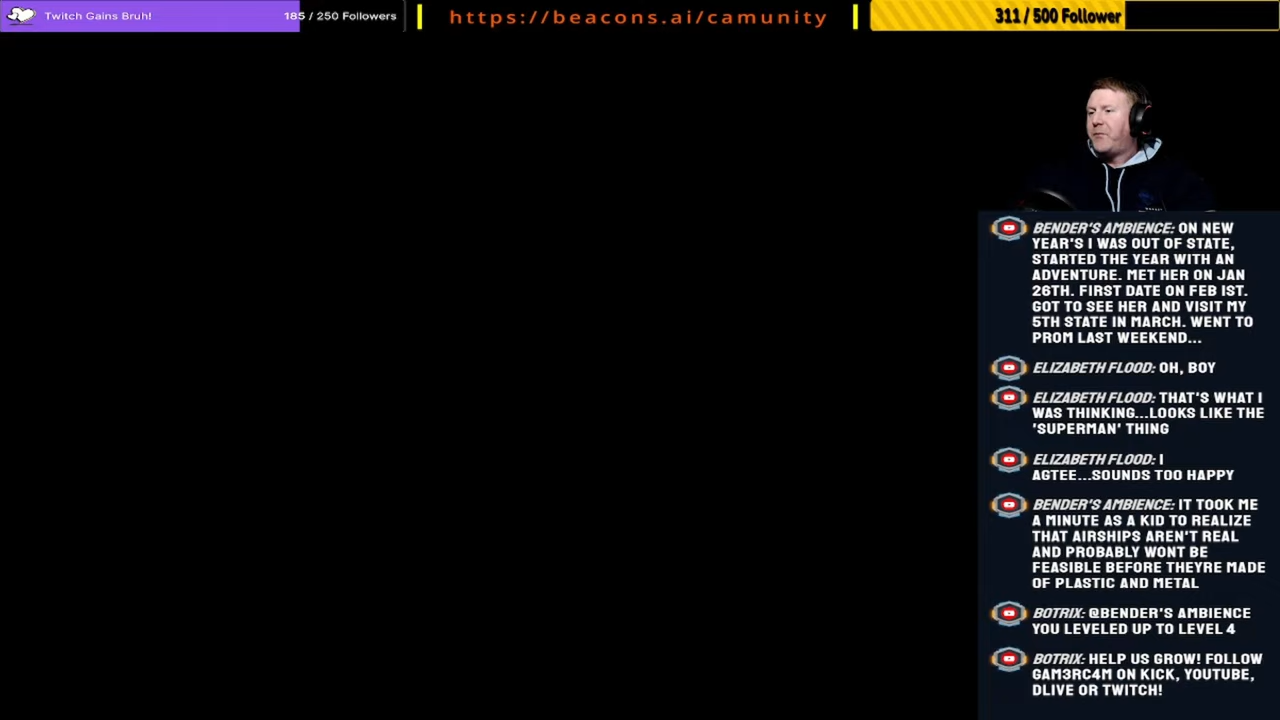 Twitch Gains Bruh!
185 / 250 Followers
https://beacons.ai/camunity
311 / 500 Follower
BENDER'S AMBIENCE: ON NEW
YEAR'S I WAS OUT OF STATE,
STARTED THE YEAR WITH AN
ADVENTURE. MET HER ON JAN
26TH. FIRST DATE ON FEB 1ST.
GOT TO SEE HER AND VISIT MY
5TH STATE IN MARCH. WENT TO
PROM LAST WEEKEND...
ELIZABETH FLOOD: OH, BOY
ELIZABETH FLOOD: THAT'S WHAT I
WAS THINKING...LOOKS LIKE THE
'SUPERMAN' THING
ELIZABETH FLOOD: I
AGTEE...SOUNDS TOO HAPPY
BENDER'S AMBIENCE: IT TOOK ME
A MINUTE AS A KID TO REALIZE
THAT AIRSHIPS AREN'T REAL
AND PROBABLY WONT BE
FEASIBLE BEFORE THEYRE MADE
OF PLASTIC AND METAL
BOTRIX: @BENDER'S AMBIENCE
YOU LEVELED UP TO LEVEL 4
BOTRIX: HELP US GROW! FOLLOW
GAM3RC4M ON KICK, YOUTUBE,
DLIVE OR TWITCH!